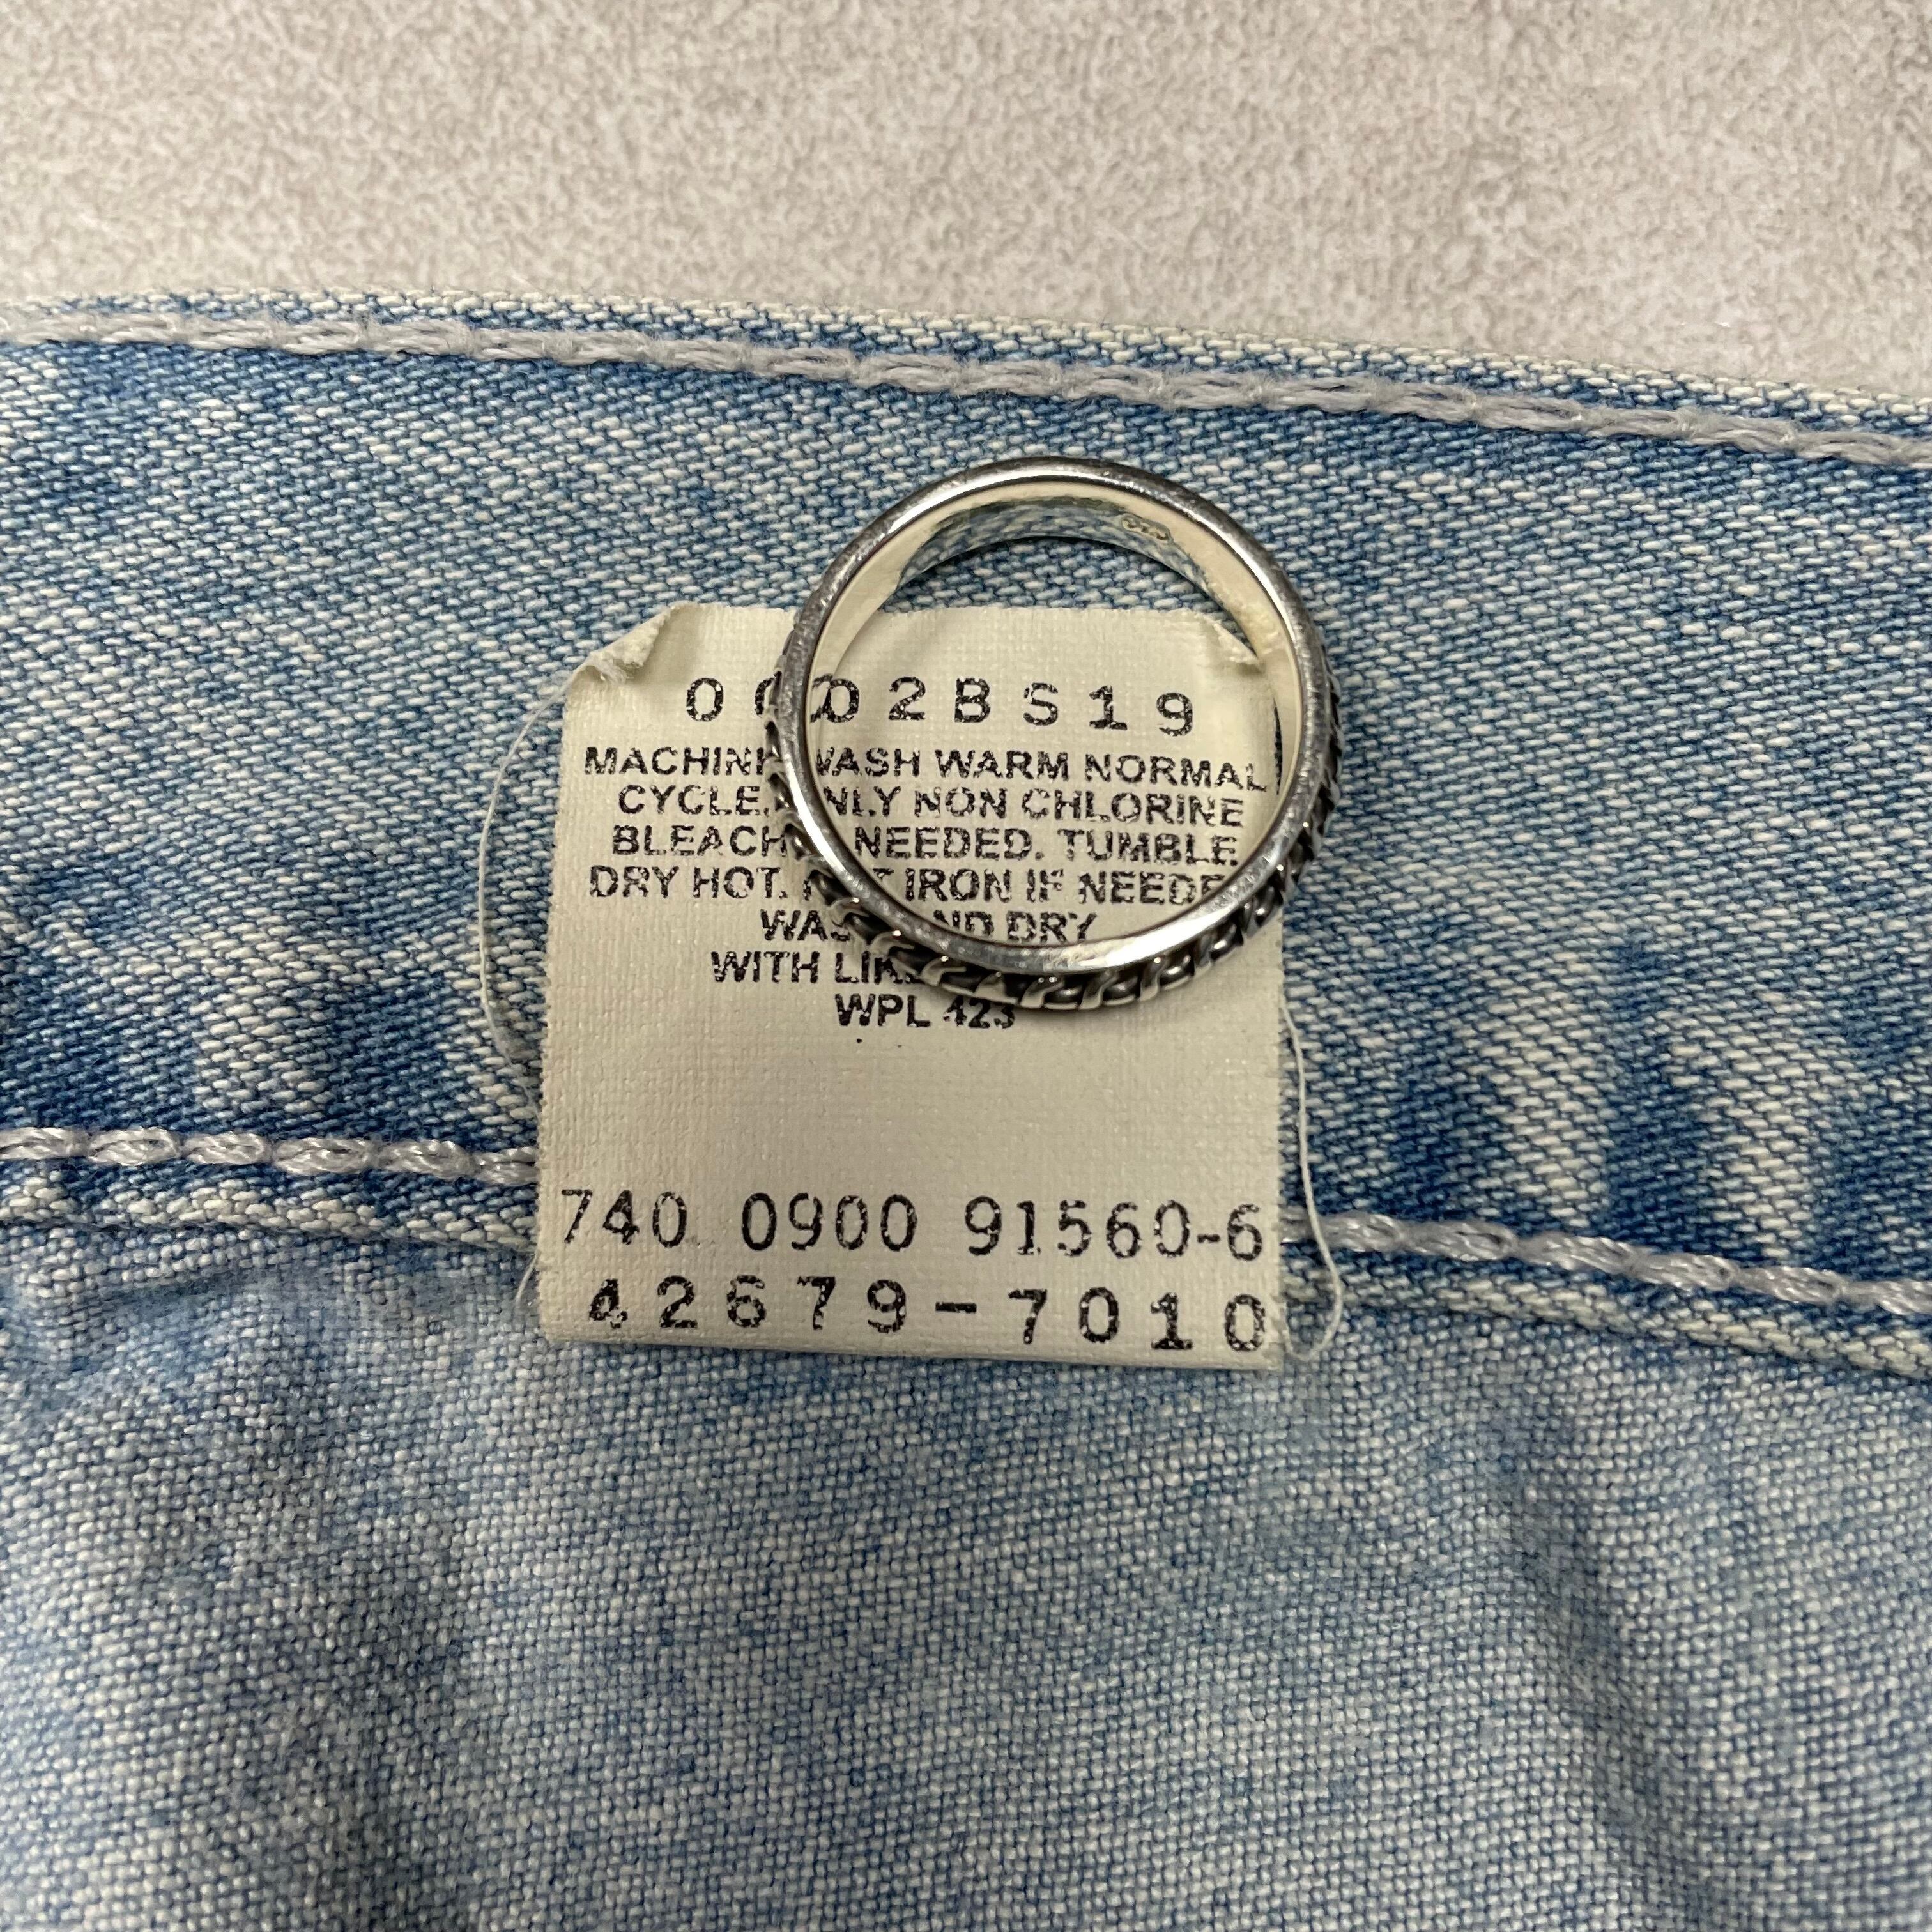 0002BS19
MACHINE WASH WARM NORMAL
CYCLE. ONLY NON CHLORINE
BLEACH NEEDED. TUMBLE
DRY HOT. IRON IF NEEDED
WASH AND DRY
WITH LIKE
WPL 423
740 0900 91560-6
42679-7010